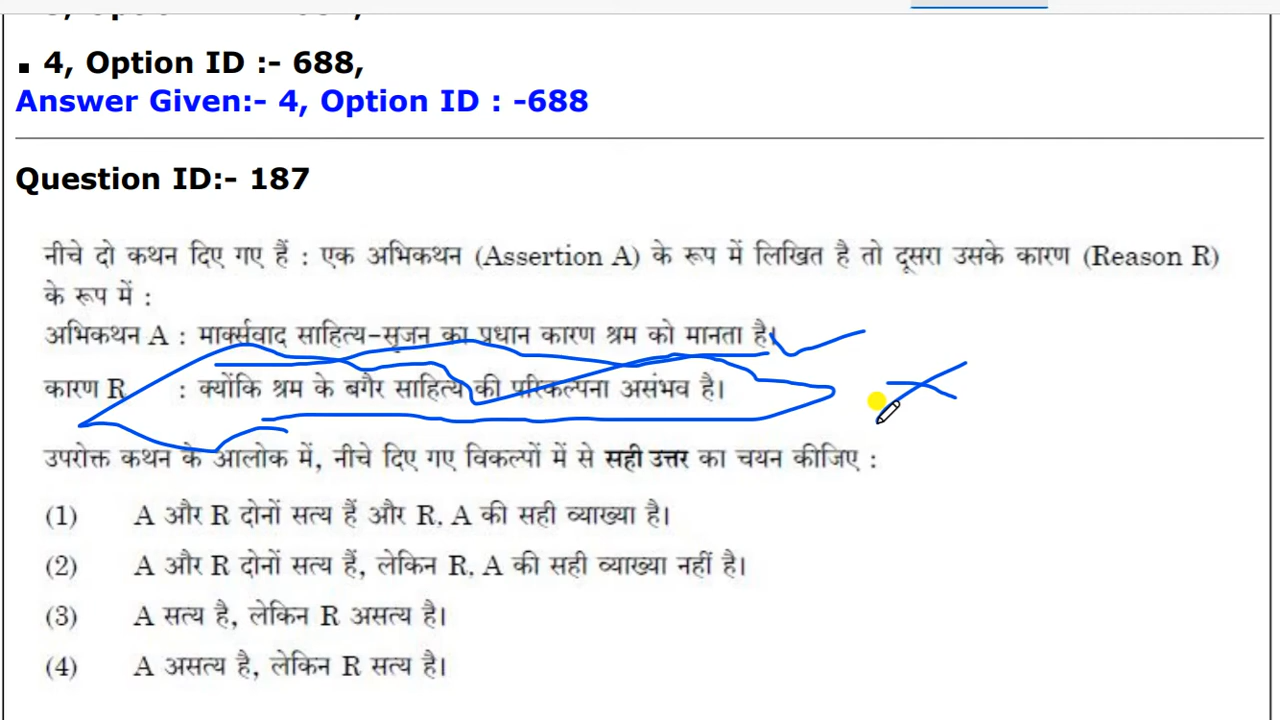 ■ 4, Option ID :- 688,
Answer Given:- 4, Option ID : -688
Question ID:- 187
नीचे दो कथन दिए गए हैं : एक अभिकथन (Assertion A) के रूप में लिखित है तो दूसरा उसके कारण (Reason R)
के रूप में :
अभिकथन A : मार्क्सवाद साहित्य-सृजन का प्रधान कारण श्रम को मानता है।
कारण R : क्योंकि श्रम के बगैर साहित्य की परिकल्पना असंभव है।
उपरोक्त कथन के आलोक में, नीचे दिए गए विकल्पों में से सही उत्तर का चयन कीजिए :
(1) A और R दोनों सत्य हैं और R, A की सही व्याख्या है।
(2) A और R दोनों सत्य हैं, लेकिन R, A की सही व्याख्या नहीं है।
(3) A सत्य है, लेकिन R असत्य है।
(4) A असत्य है, लेकिन R सत्य है।